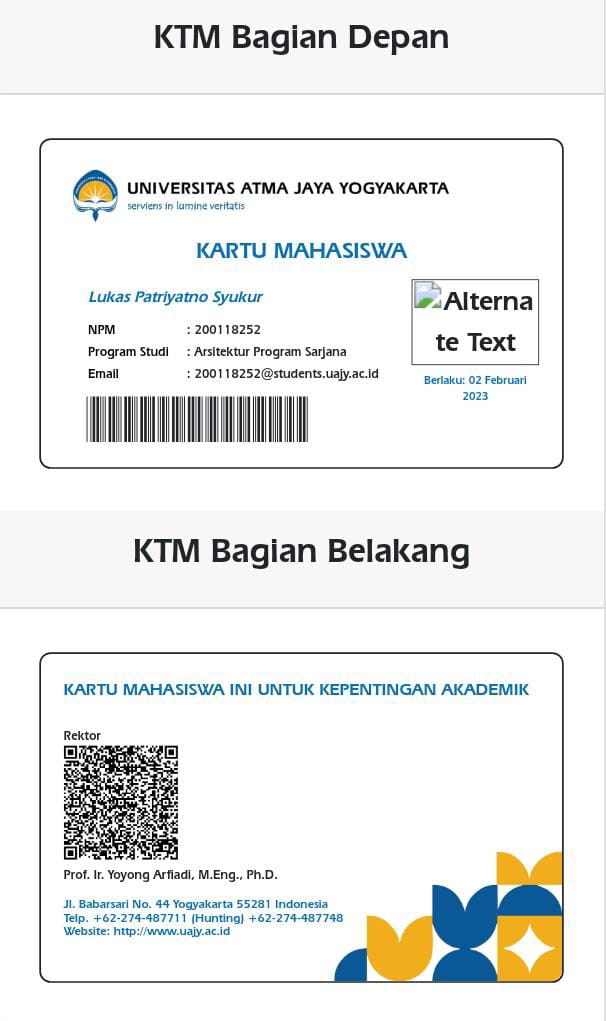 KTM Bagian Depan
UNIVERSITAS ATMA JAYA YOGYAKARTA
serviens in lumine veritatis
KARTU MAHASISWA
Lukas Patriyatno Syukur
NPM : 200118252
Program Studi : Arsitektur Program Sarjana
Email : 200118252@students.uajy.ac.id
Alterna
te Text
Berlaku: 02 Februari
2023
KTM Bagian Belakang
KARTU MAHASISWA INI UNTUK KEPENTINGAN AKADEMIK
Rektor
Prof. Ir. Yoyong Arfiadi, M.Eng., Ph.D.
Jl. Babarsari No. 44 Yogyakarta 55281 Indonesia
Telp. +62-274-487711 (Hunting) +62-274-487748
Website: http://www.uajy.ac.id